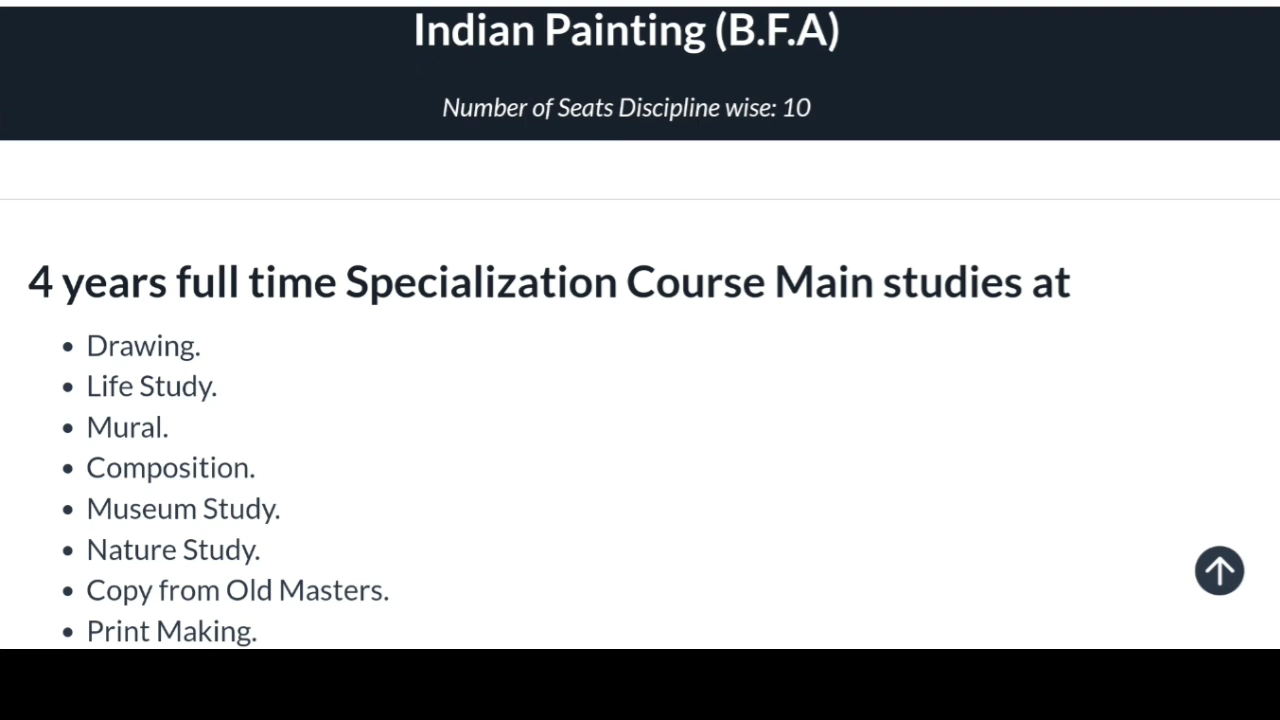 Indian Painting (B.F.A)
Number of Seats Discipline wise: 10
4 years full time Specialization Course Main studies at
Drawing.
Life Study.
Mural.
Composition.
Museum Study.
Nature Study.
Copy from Old Masters.
Print Making.